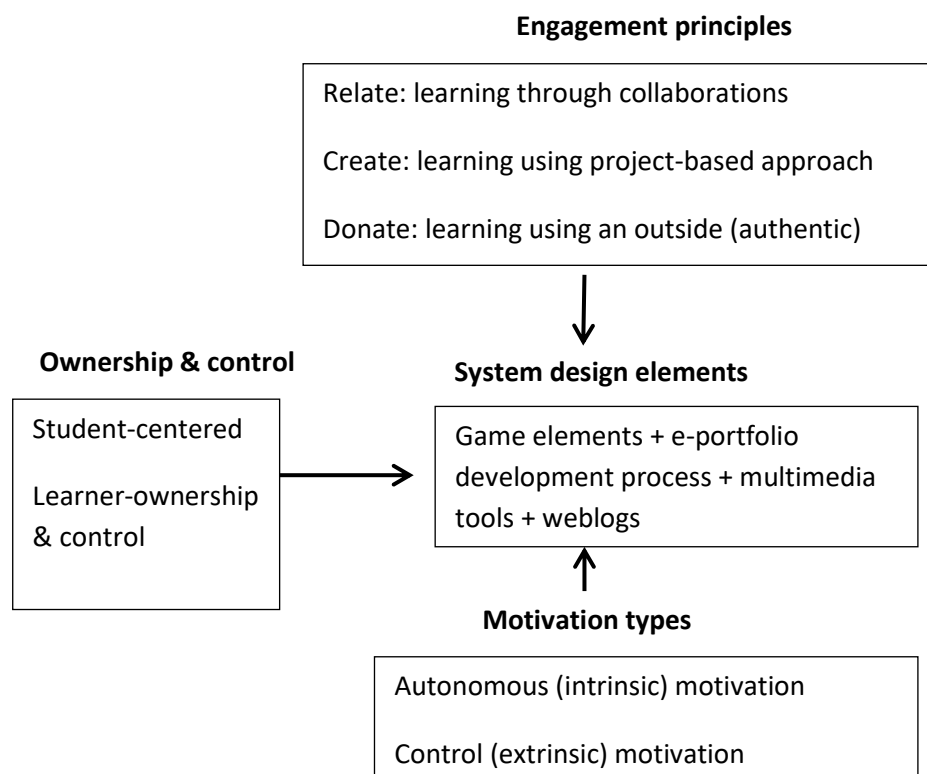 Engagement principles
Relate: learning through collaborations
Create: learning using project-based approach
Donate: learning using an outside (authentic)
Ownership & control
Student-centered
Learner-ownership
& control
System design elements
Game elements + e-portfolio
development process + multimedia
tools + weblogs
Motivation types
Autonomous (intrinsic) motivation
Control (extrinsic) motivation